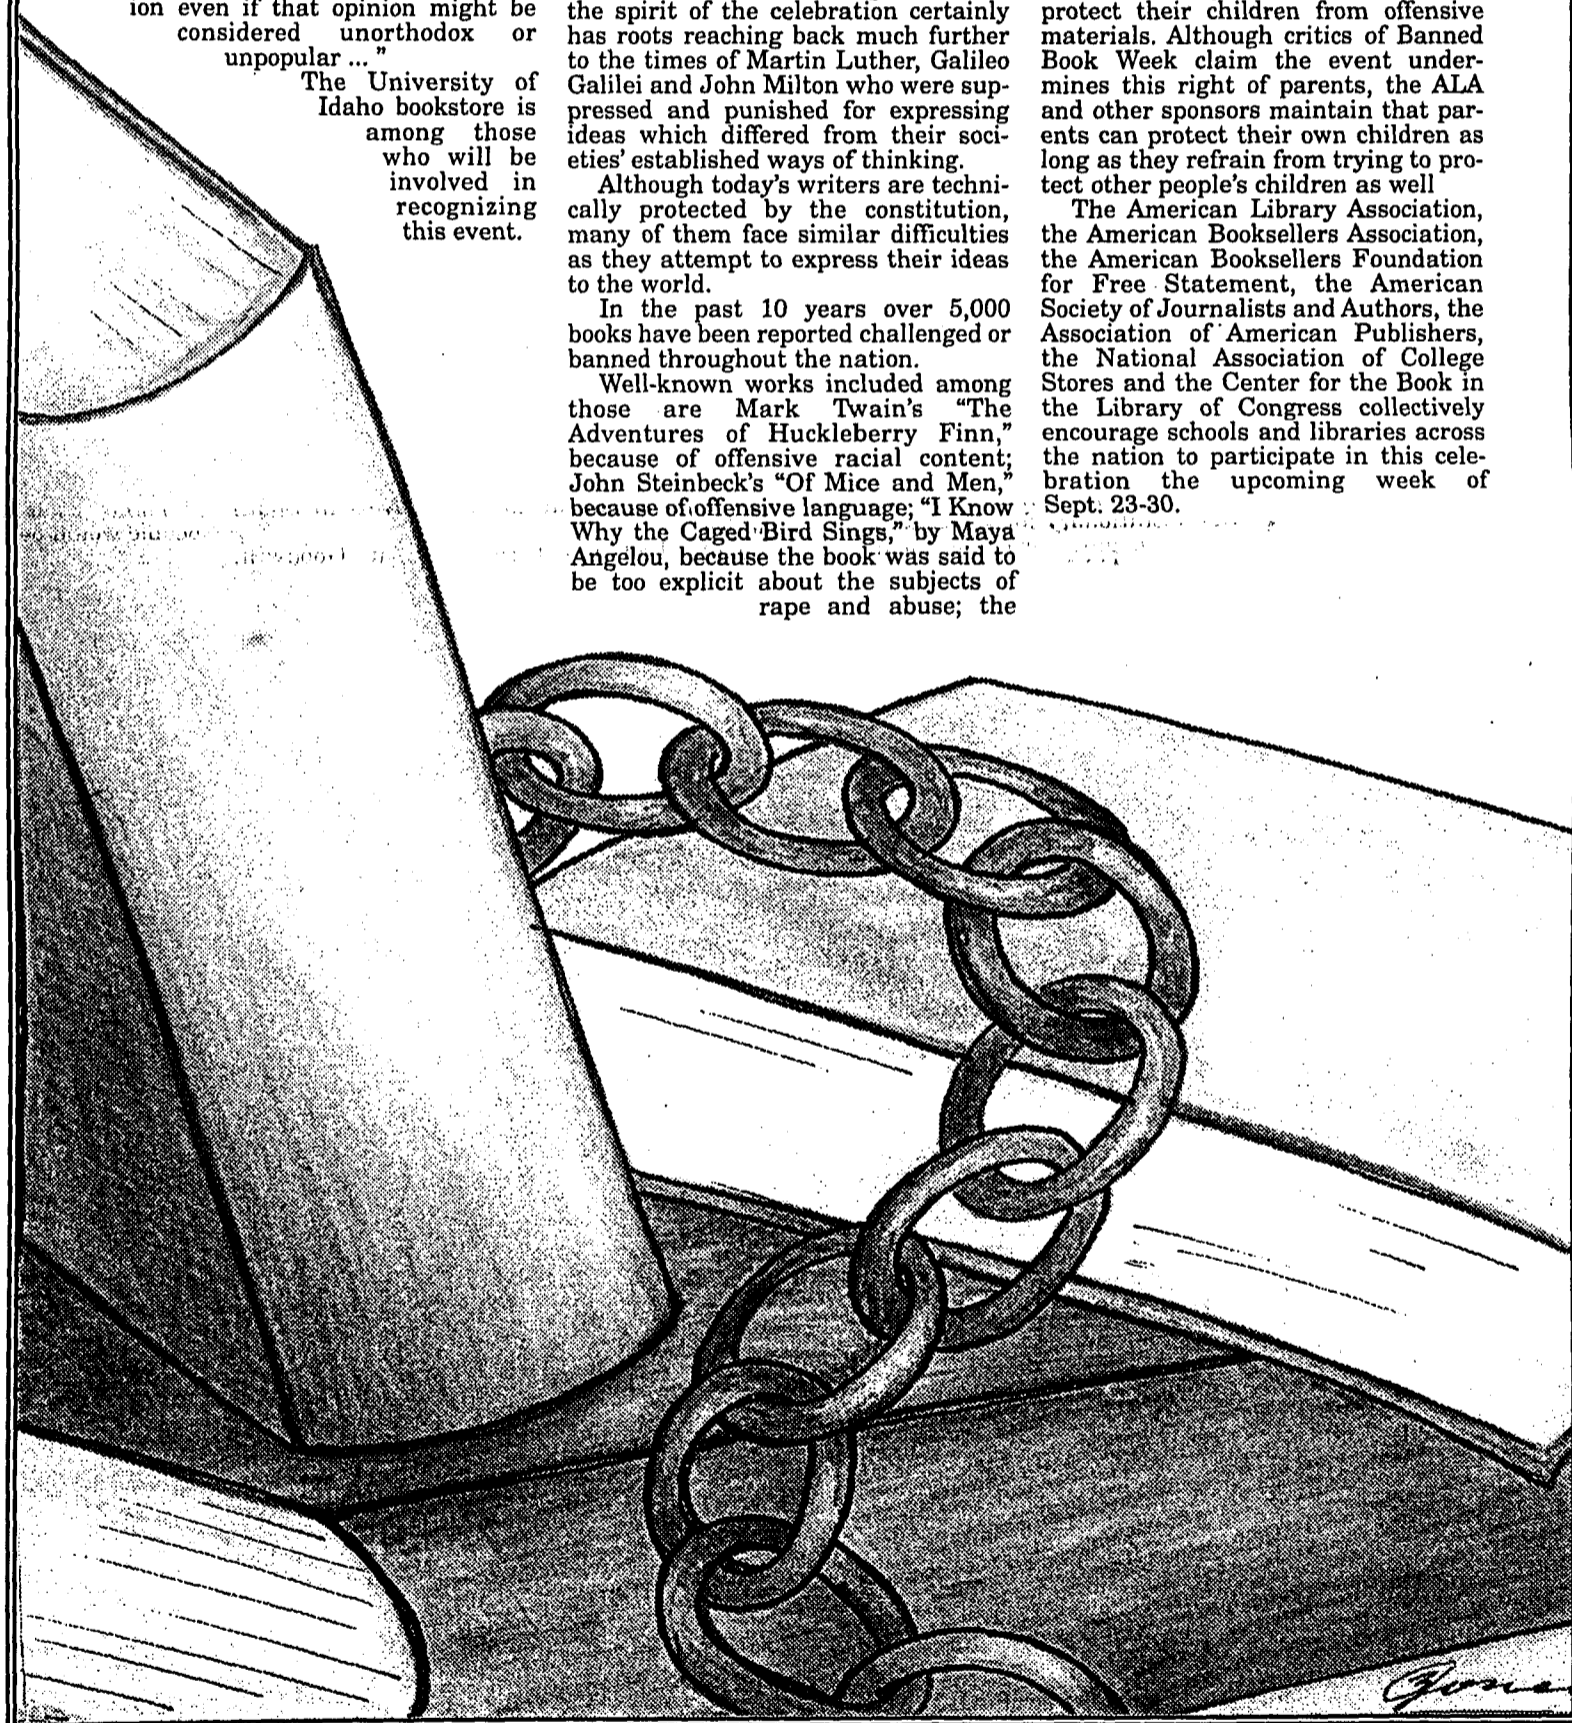 ion even if that opinion might be
considered unorthodox or
unpopular ... "
The University of
Idaho bookstore is
among those
who will be
involved in
recognizing
this event.
the spirit of the celebration certainly
has roots reaching back much further
to the times of Martin Luther, Galileo
Galilei and John Milton who were sup-
pressed and punished for expressing
ideas which differed from their soci-
eties' established ways of thinking.
Although today's writers are techni-
cally protected by the constitution,
many of them face similar difficulties
as they attempt to express their ideas
to the world.
In the past 10 years over 5,000
books have been reported challenged or
banned throughout the nation.
Well-known works included among
those are Mark Twain's “The
Adventures of Huckleberry Finn,”
because of offensive racial content;
John Steinbeck's “Of Mice and Men,”
because of offensive language; “I Know
Why the Caged Bird Sings,” by Maya
Angelou, because the book was said to
be too explicit about the subjects of
rape and abuse; the
protect their children from offensive
materials. Although critics of Banned
Book Week claim the event under-
mines this right of parents, the ALA
and other sponsors maintain that par-
ents can protect their own children as
long as they refrain from trying to pro-
tect other people's children as well
The American Library Association,
the American Booksellers Association,
the American Booksellers Foundation
for Free Statement, the American
Society of Journalists and Authors, the
Association of American Publishers,
the National Association of College
Stores and the Center for the Book in
the Library of Congress collectively
encourage schools and libraries across
the nation to participate in this cele-
bration the upcoming week of
Sept. 23-30.